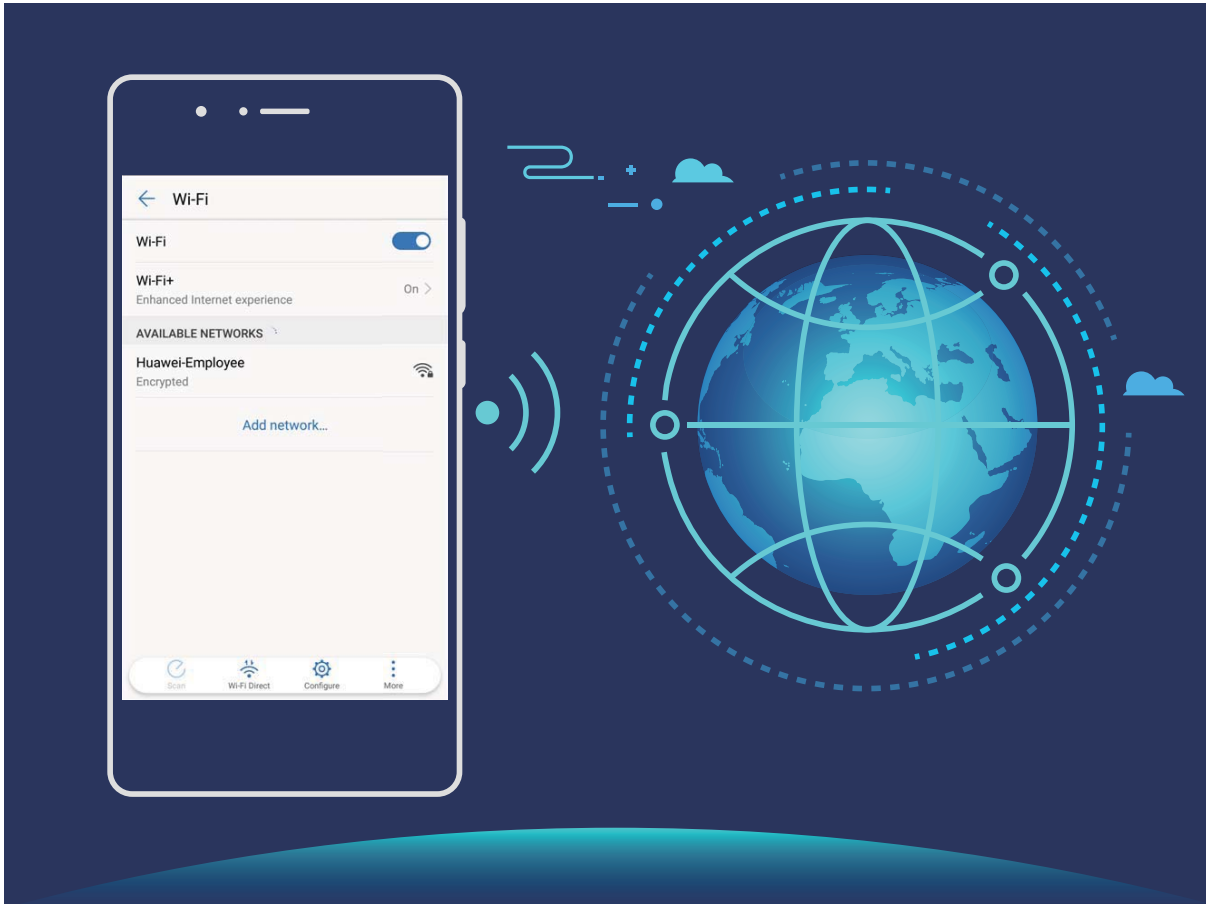 Wi-Fi
Wi-Fi
Wi-Fi+
Enhanced Internet experience
On
AVAILABLE NETWORKS
Huawei-Employee
Encrypted
Add network...
Scan
Wi-Fi Direct
Configure
More